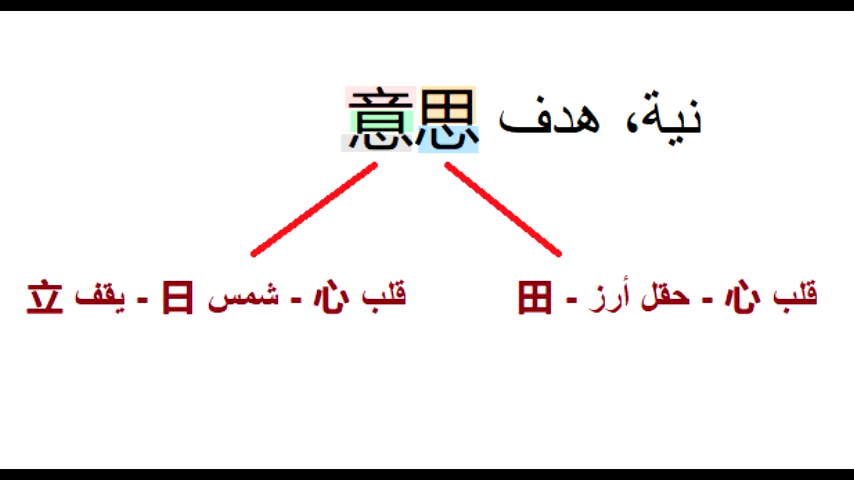 نية، هدف 意思
قلب 心 - حقل أرز - 田
قلب 心 - شمس 日 - يقف 立